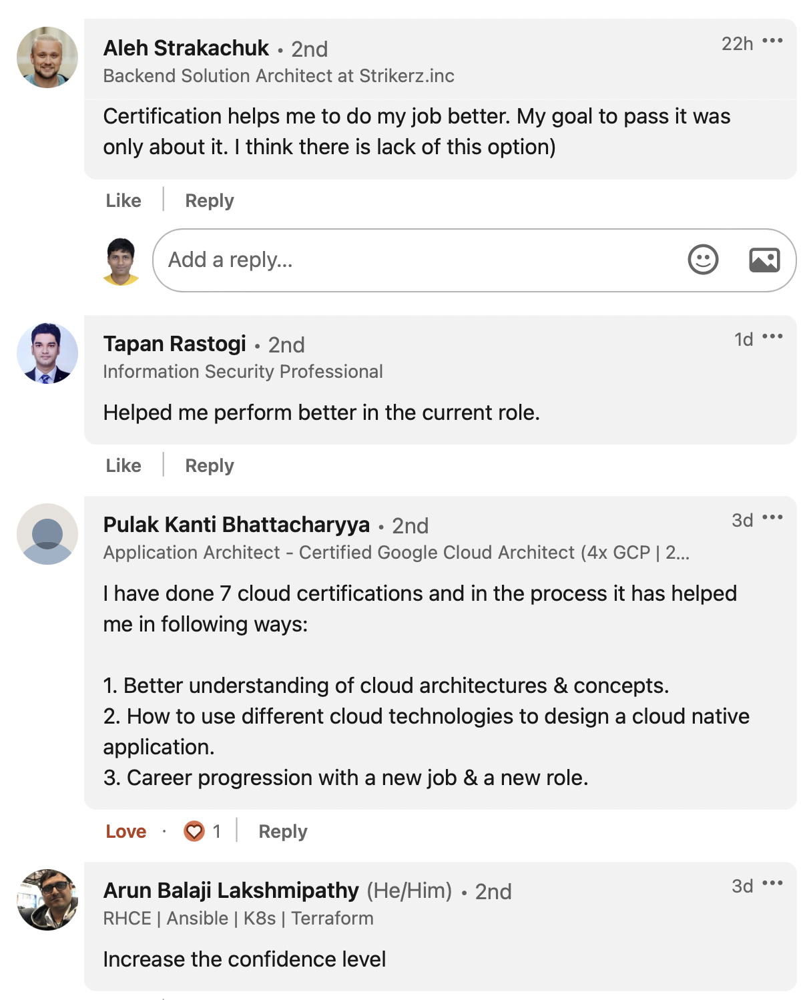 Aleh Strakachuk • 2nd
22h •••
Backend Solution Architect at Strikerz.inc
Certification helps me to do my job better. My goal to pass it was
only about it. I think there is lack of this option)
Like | Reply
Add a reply...
Tapan Rastogi • 2nd
1d •••
Information Security Professional
Helped me perform better in the current role.
Like | Reply
Pulak Kanti Bhattacharyya • 2nd
3d •••
Application Architect - Certified Google Cloud Architect (4x GCP | 2...
I have done 7 cloud certifications and in the process it has helped
me in following ways:
1. Better understanding of cloud architectures & concepts.
2. How to use different cloud technologies to design a cloud native
application.
3. Career progression with a new job & a new role.
Love · 1 | Reply
Arun Balaji Lakshmipathy (He/Him) • 2nd
3d •••
RHCE | Ansible | K8s | Terraform
Increase the confidence level